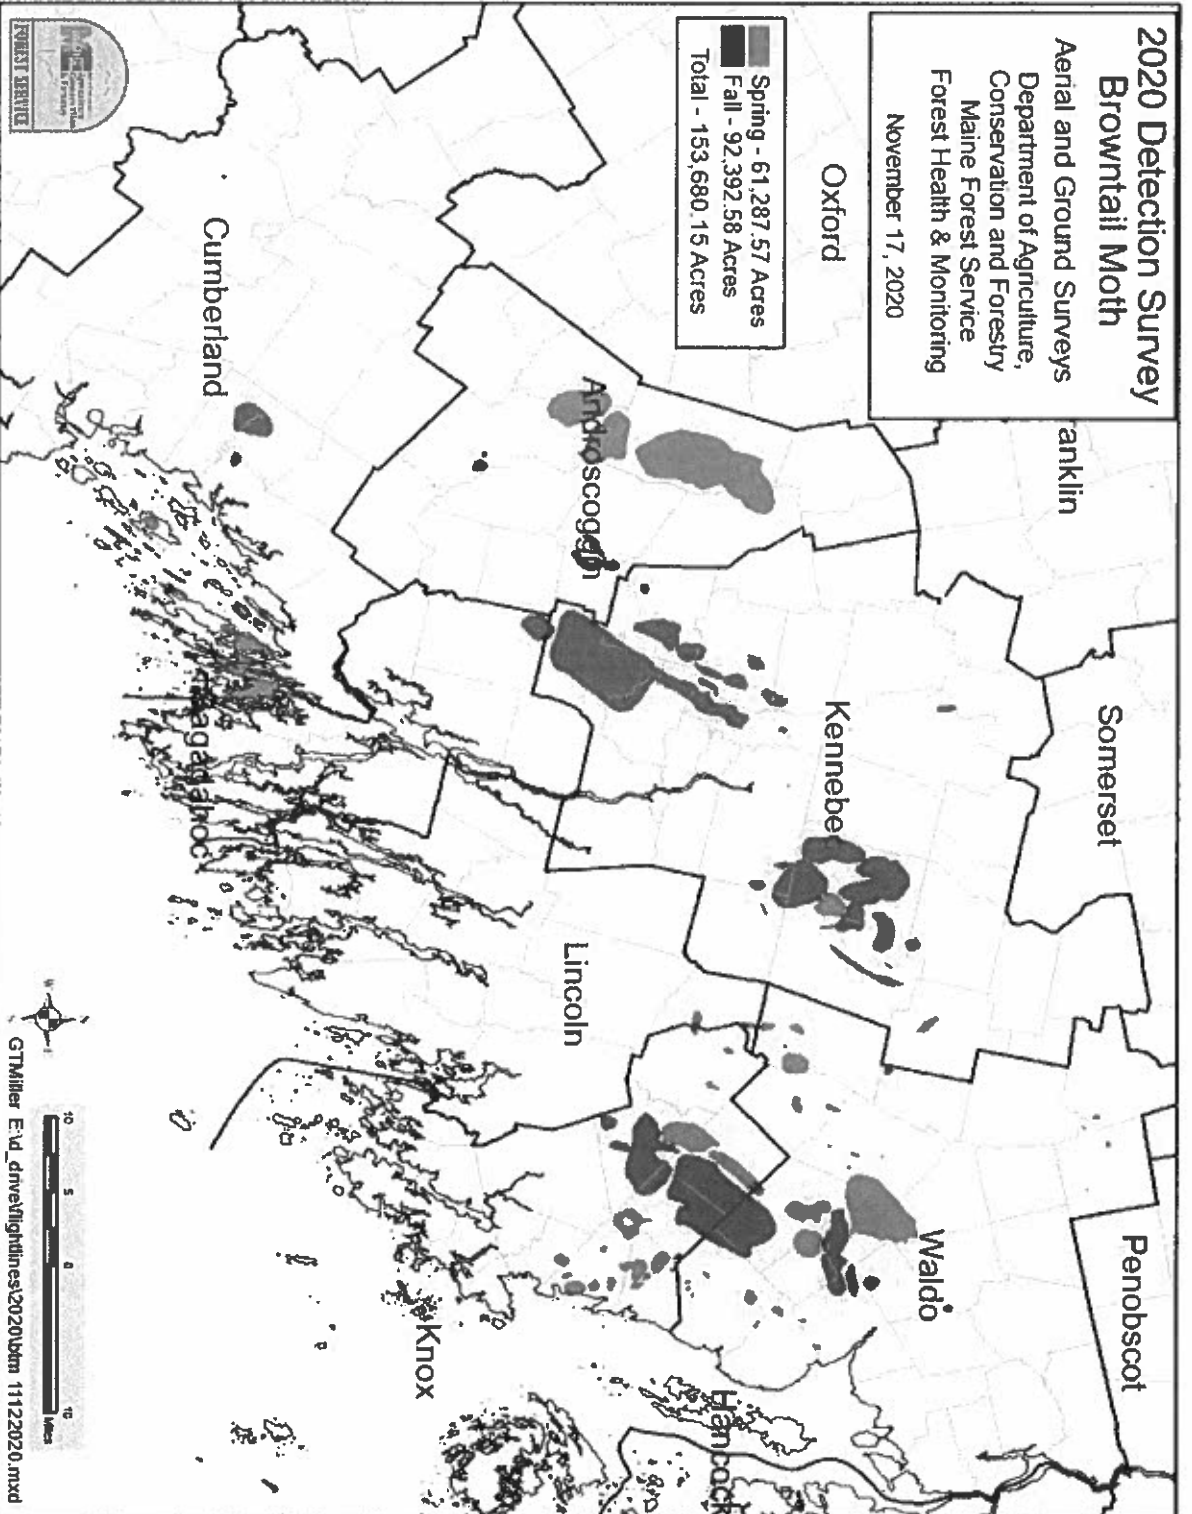 2020 Detection Survey
Browntail Moth
Aerial and Ground Surveys
Department of Agriculture,
Conservation and Forestry
Maine Forest Service
Forest Health & Monitoring
November 17, 2020
Spring - 61,287.57 Acres
Fall - 92,392.58 Acres
Total - 153,680.15 Acres
anklin
Somerset
Penobscot
Oxford
Kennebec
Waldo
Androscoggin
Lincoln
Hancock
Knox
Cumberland
Sagadahoc
FOREST SERVICE
10 5 0 10
Miles
GTMiller E:\d_drive\flightlines\2020\btm 11122020.mxd